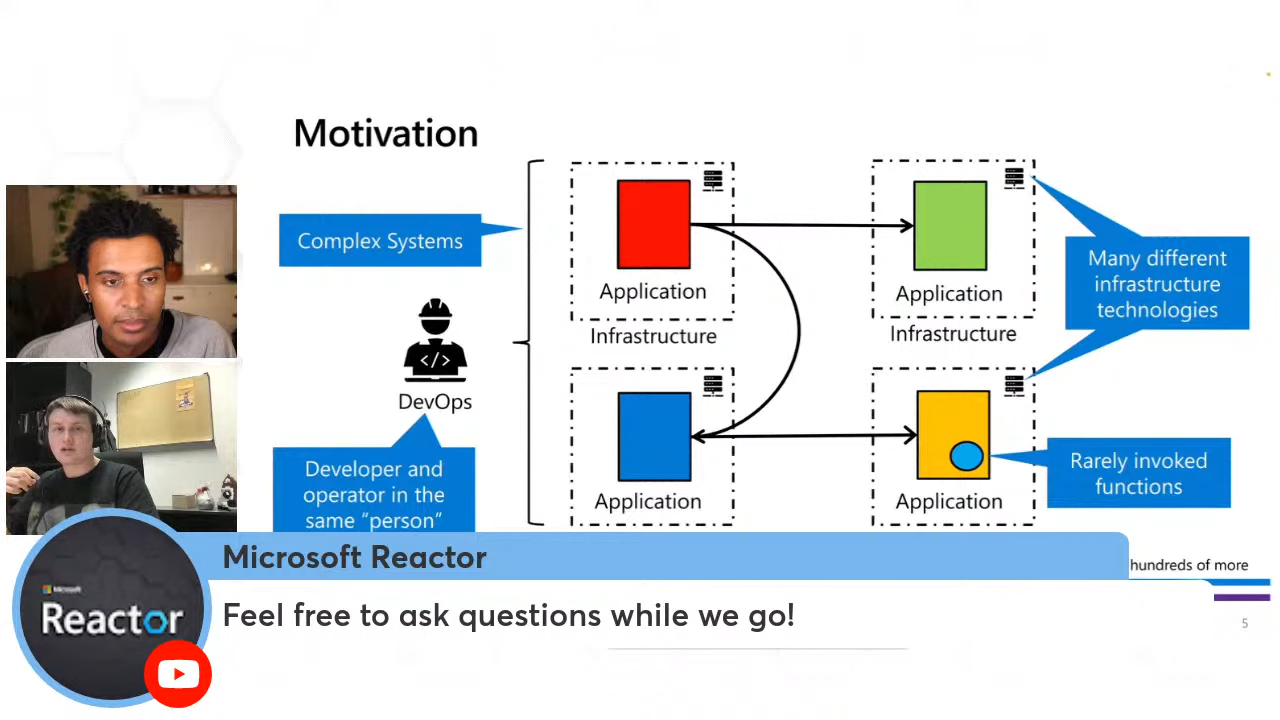 Motivation
Complex Systems
Application
Infrastructure
Application
Infrastructure
Many different
infrastructure
technologies
</>
DevOps
Developer and
operator in the
same “person”
Application
Application
Rarely invoked
functions
hundreds of more
5
Microsoft Reactor
Feel free to ask questions while we go!
Microsoft
Reactor